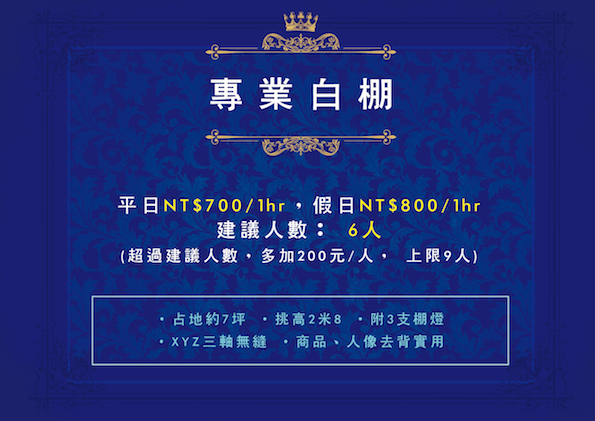 專業白棚
平日NT$700/1hr，假日NT$800/1hr
建議人數： 6人
(超過建議人數，多加200元/人， 上限9人)
・占地約7坪 ・挑高2米8 ・附3支棚燈
・XYZ三軸無縫 ・商品、人像去背實用